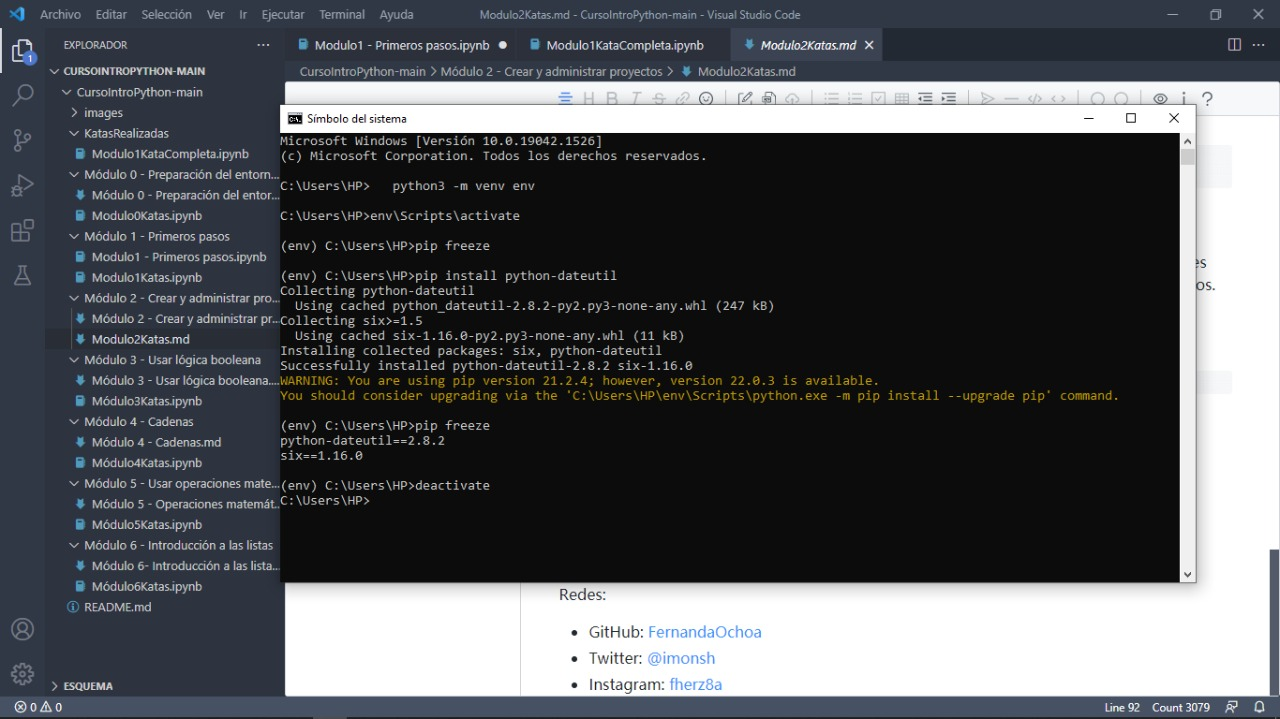 Archivo Editar Selección Ver Ir Ejecutar Terminal Ayuda
Modulo2Katas.md - CursoIntroPython-main - Visual Studio Code
EXPLORADOR
Modulo1 - Primeros pasos.ipynb
Modulo1KataCompleta.ipynb
Modulo2Katas.md
CursoIntroPython-main > Módulo 2 - Crear y administrar proyectos > Modulo2Katas.md
1
CURSOINTROPYTHON-MAIN
CursoIntroPython-main
images
KatasRealizadas
Modulo1KataCompleta.ipynb
Módulo 0 - Preparación del entorn...
Módulo 0 - Preparación del entor...
Modulo0Katas.ipynb
Módulo 1 - Primeros pasos
Modulo1 - Primeros pasos.ipynb
Modulo1Katas.ipynb
Módulo 2 - Crear y administrar pro...
Módulo 2 - Crear y administrar pr...
Modulo2Katas.md
Módulo 3 - Usar lógica booleana
Módulo 3 - Usar lógica booleana....
Módulo3Katas.ipynb
Módulo 4 - Cadenas
Módulo 4 - Cadenas.md
Módulo4Katas.ipynb
Módulo 5 - Usar operaciones mate...
Módulo 5 - Operaciones matemát...
Módulo5Katas.ipynb
Módulo 6 - Introducción a las listas
Módulo 6- Introducción a las lista...
Módulo6Katas.ipynb
README.md
ESQUEMA
Símbolo del sistema
Microsoft Windows [Versión 10.0.19042.1526]
(c) Microsoft Corporation. Todos los derechos reservados.
C:\Users\HP>   python3 -m venv env
C:\Users\HP>env\Scripts\activate
(env) C:\Users\HP>pip freeze
(env) C:\Users\HP>pip install python-dateutil
Collecting python-dateutil
  Using cached python_dateutil-2.8.2-py2.py3-none-any.whl (247 kB)
Collecting six>=1.5
  Using cached six-1.16.0-py2.py3-none-any.whl (11 kB)
Installing collected packages: six, python-dateutil
Successfully installed python-dateutil-2.8.2 six-1.16.0
WARNING: You are using pip version 21.2.4; however, version 22.0.3 is available.
You should consider upgrading via the 'C:\Users\HP\env\Scripts\python.exe -m pip install --upgrade pip' command.
(env) C:\Users\HP>pip freeze
python-dateutil==2.8.2
six==1.16.0
(env) C:\Users\HP>deactivate
C:\Users\HP>
es
os.
Redes:
• GitHub: FernandaOchoa
• Twitter: @imonsh
• Instagram: fherz8a
0 0
Line 92 Count 3079